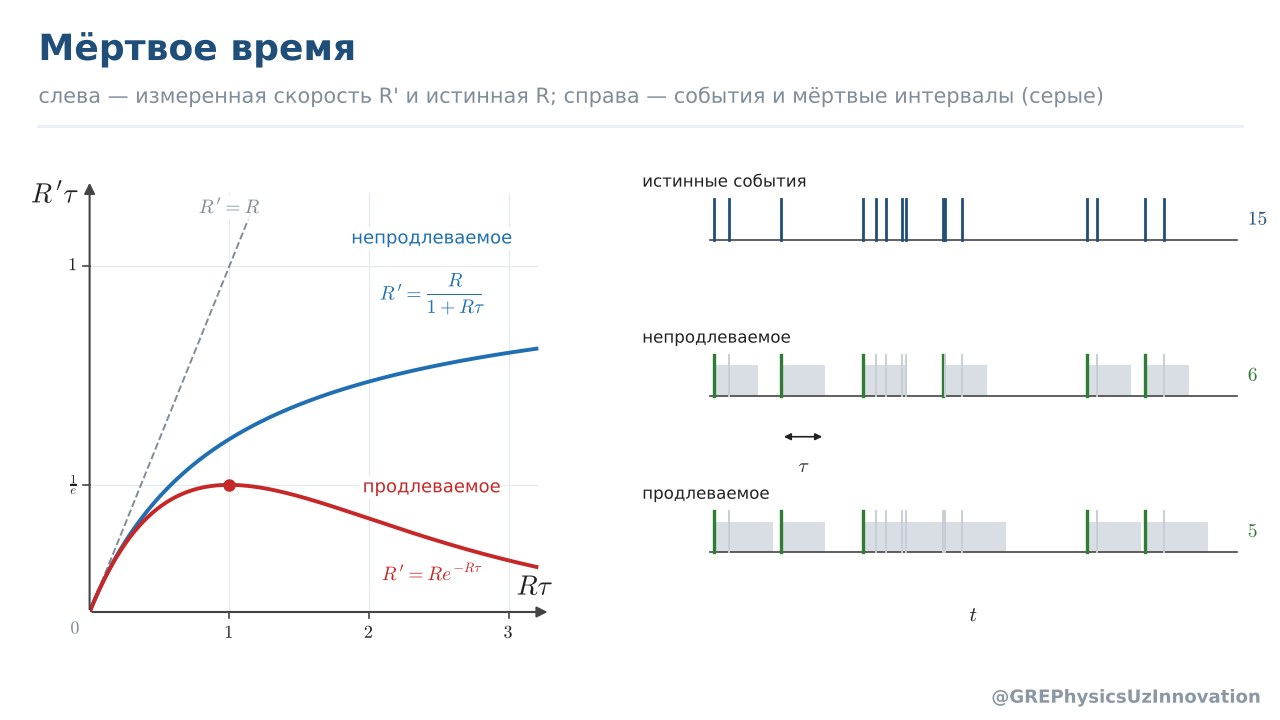 Мёртвое время
слева — измеренная скорость R' и истинная R; справа — события и мёртвые интервалы (серые)
R'τ
R' = R
непродлеваемое
1
R' = R / (1 + Rτ)
1/e
продлеваемое
R' = Re^{-Rτ}
Rτ
0
1
2
3
истинные события
15
непродлеваемое
6
τ
продлеваемое
5
t
@GREPhysicsUzInnovation